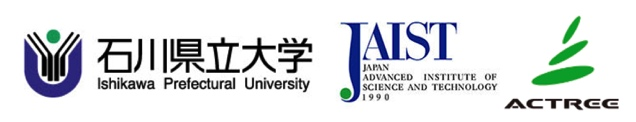 石川県立大学
Ishikawa Prefectural University
JAIST
JAPAN
ADVANCED INSTITUTE OF
SCIENCE AND TECHNOLOGY
1990
ACTREE